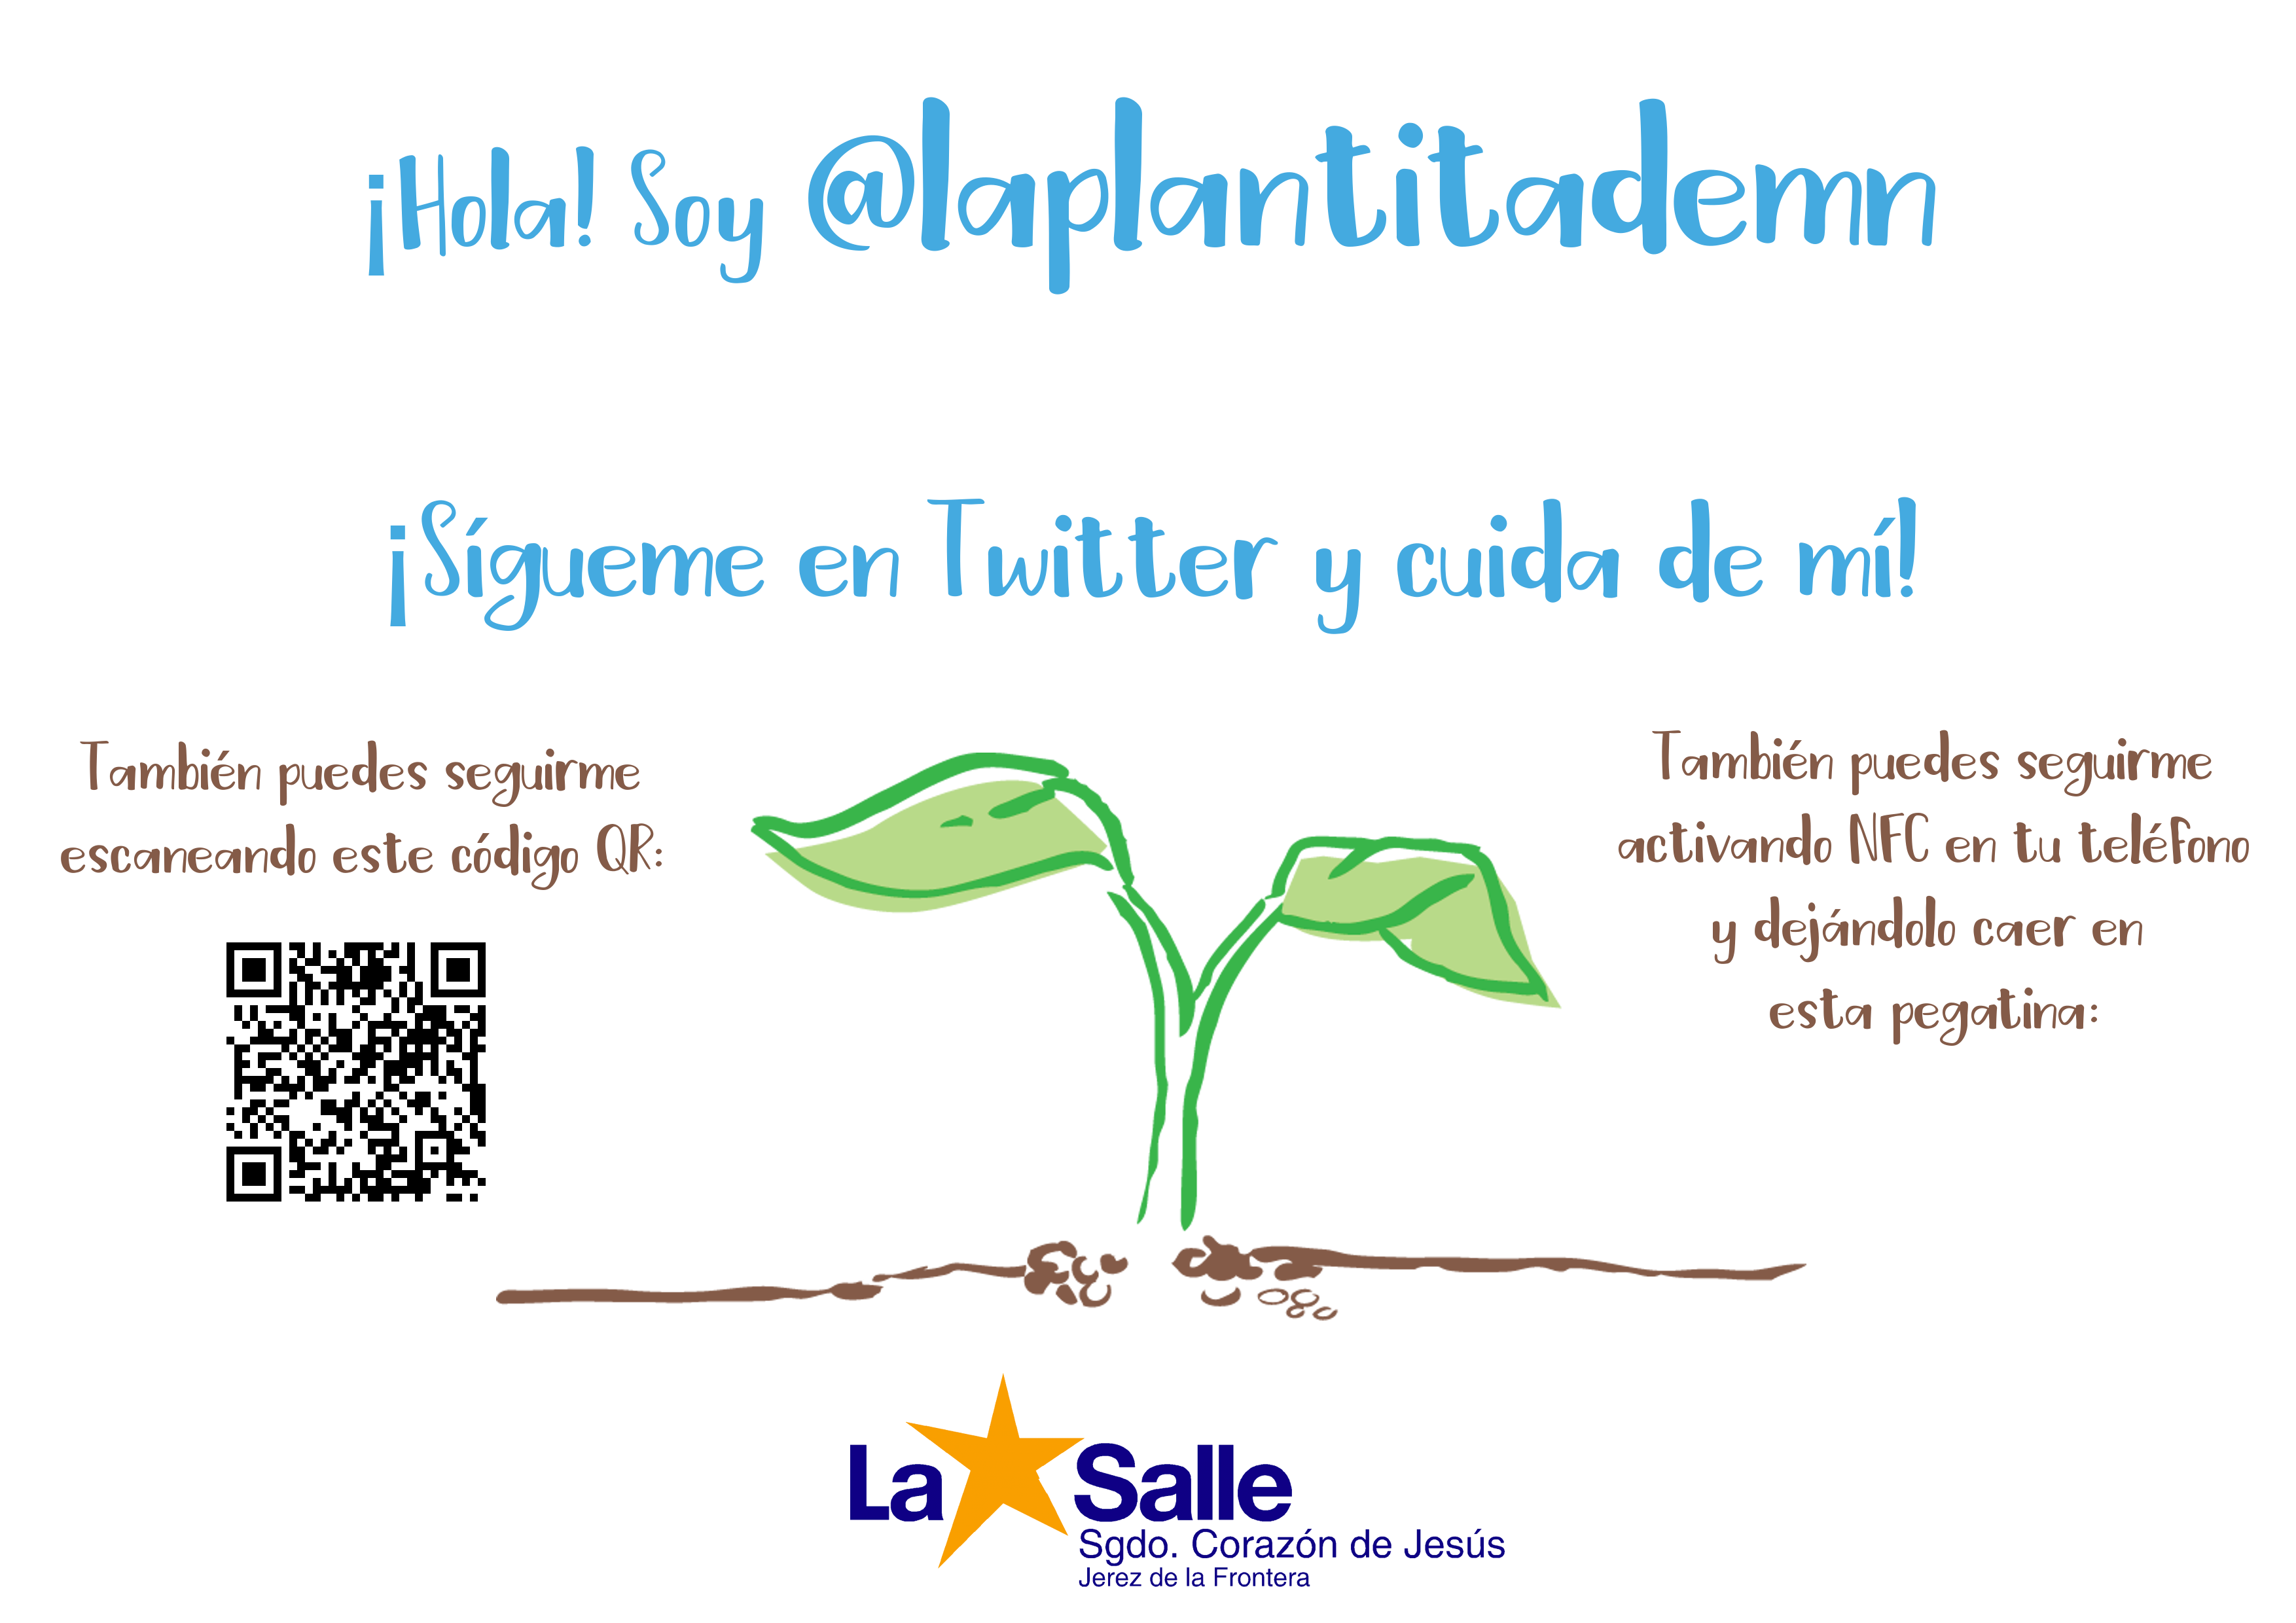 ¡Hola! Soy @laplantitademn
¡Sígueme en Twitter y cuida de mí!
También puedes seguirme
escaneando este código QR:
También puedes seguirme
activando NFC en tu teléfono
y dejándolo caer en
esta pegatina:
La Salle
Sgdo. Corazón de Jesús
Jerez de la Frontera